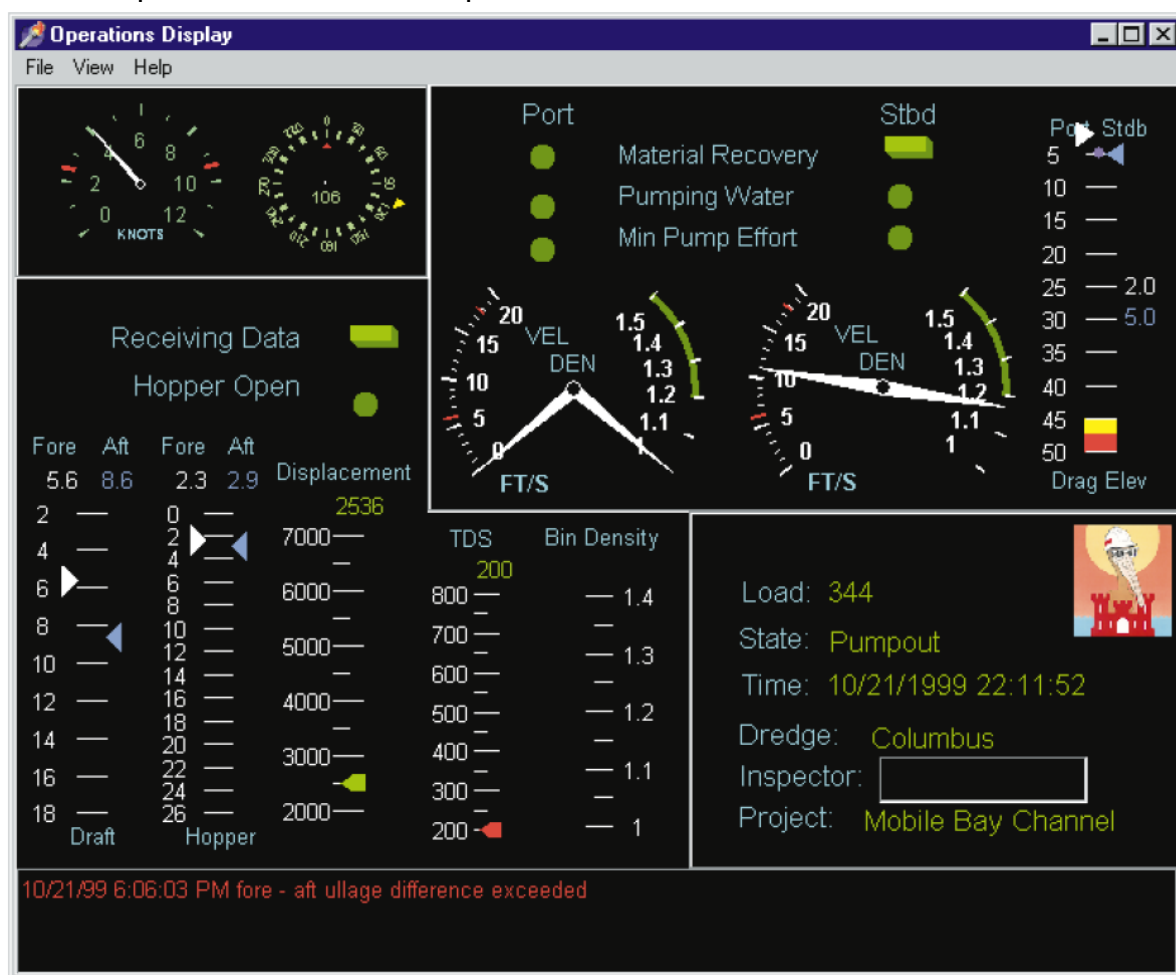 Operations Display
File View Help
4 6 8
2 10
0 12
KNOTS
106
Port Stbd
Material Recovery
Pumping Water
Min Pump Effort
Port Stdb
5
10
15
20
25 2.0
30 5.0
35
40
45
50
Drag Elev
20 VEL 1.5
15 DEN 1.4
10 1.3
1.2
5 1.1
0 1
FT/S
20 VEL 1.5
15 DEN 1.4
10 1.3
1.2
5 1.1
0 1
FT/S
Receiving Data
Hopper Open
Fore Aft Fore Aft
5.6 8.6 2.3 2.9
Displacement
2536
2
4
6
8
10
12
14
16
18
Draft
0
2
4
6
8
10
12
14
16
18
20
22
24
26
Hopper
7000
6000
5000
4000
3000
2000
TDS
200
800
700
600
500
400
300
200
Bin Density
1.4
1.3
1.2
1.1
1
Load: 344
State: Pumpout
Time: 10/21/1999 22:11:52
Dredge: Columbus
Inspector:
Project: Mobile Bay Channel
10/21/99 6:06:03 PM fore - aft ullage difference exceeded